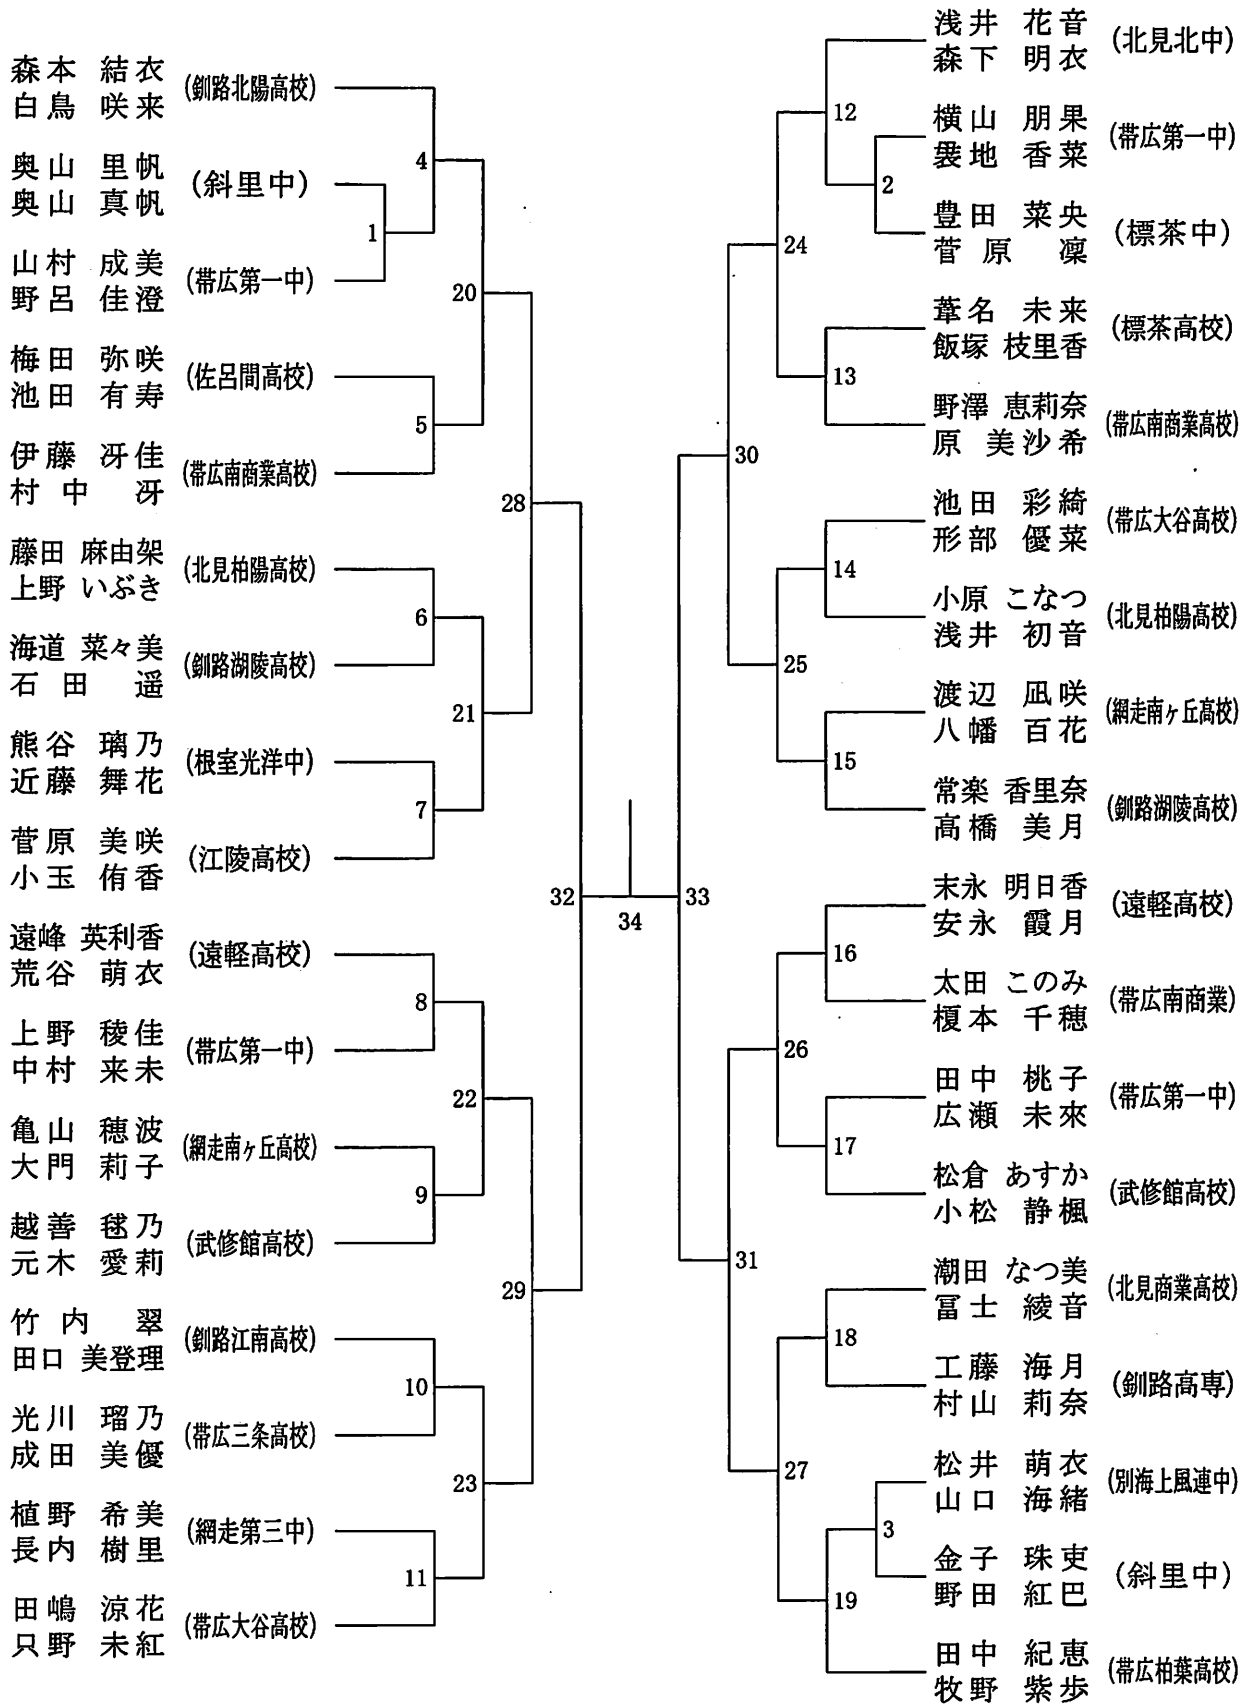 森本 結衣
白鳥 咲来
(釧路北陽高校)
奥山 里帆
奥山 真帆
(斜里中)
山村 成美
野呂 佳澄
(帯広第一中)
梅田 弥咲
池田 有寿
(佐呂間高校)
伊藤 冴佳
村中 冴
(帯広南商業高校)
藤田 麻由架
上野 いぶき
(北見柏陽高校)
海道 菜々美
石田 遥
(釧路湖陵高校)
熊谷 璃乃
近藤 舞花
(根室光洋中)
菅原 美咲
小玉 侑香
(江陵高校)
遠峰 英利香
荒谷 萌衣
(遠軽高校)
上野 稜佳
中村 来未
(帯広第一中)
亀山 穂波
大門 莉子
(網走南ヶ丘高校)
越善 毬乃
元木 愛莉
(武修館高校)
竹内 翠
田口 美登理
(釧路江南高校)
光川 瑠乃
成田 美優
(帯広三条高校)
植野 希美
長内 樹里
(網走第三中)
田嶋 涼花
只野 未紅
(帯広大谷高校)
1
4
5
6
7
8
9
10
11
20
21
22
23
28
29
32
34
33
30
31
24
25
26
27
12
13
14
15
16
17
18
19
2
3
浅井 花音
森下 明衣
(北見北中)
横山 朋果
袰地 香菜
(帯広第一中)
豊田 菜央
菅原 凜
(標茶中)
葦名 未来
飯塚 枝里香
(標茶高校)
野澤 恵莉奈
原 美沙希
(帯広南商業高校)
池田 彩綺
形部 優菜
(帯広大谷高校)
小原 こなつ
浅井 初音
(北見柏陽高校)
渡辺 凪咲
八幡 百花
(網走南ヶ丘高校)
常楽 香里奈
高橋 美月
(釧路湖陵高校)
末永 明日香
安永 霞月
(遠軽高校)
太田 このみ
榎本 千穂
(帯広南商業)
田中 桃子
広瀬 未來
(帯広第一中)
松倉 あすか
小松 静楓
(武修館高校)
潮田 なつ美
冨士 綾音
(北見商業高校)
工藤 海月
村山 莉奈
(釧路高専)
松井 萌衣
山口 海緒
(別海上風連中)
金子 珠吏
野田 紅巴
(斜里中)
田中 紀恵
牧野 紫歩
(帯広柏葉高校)